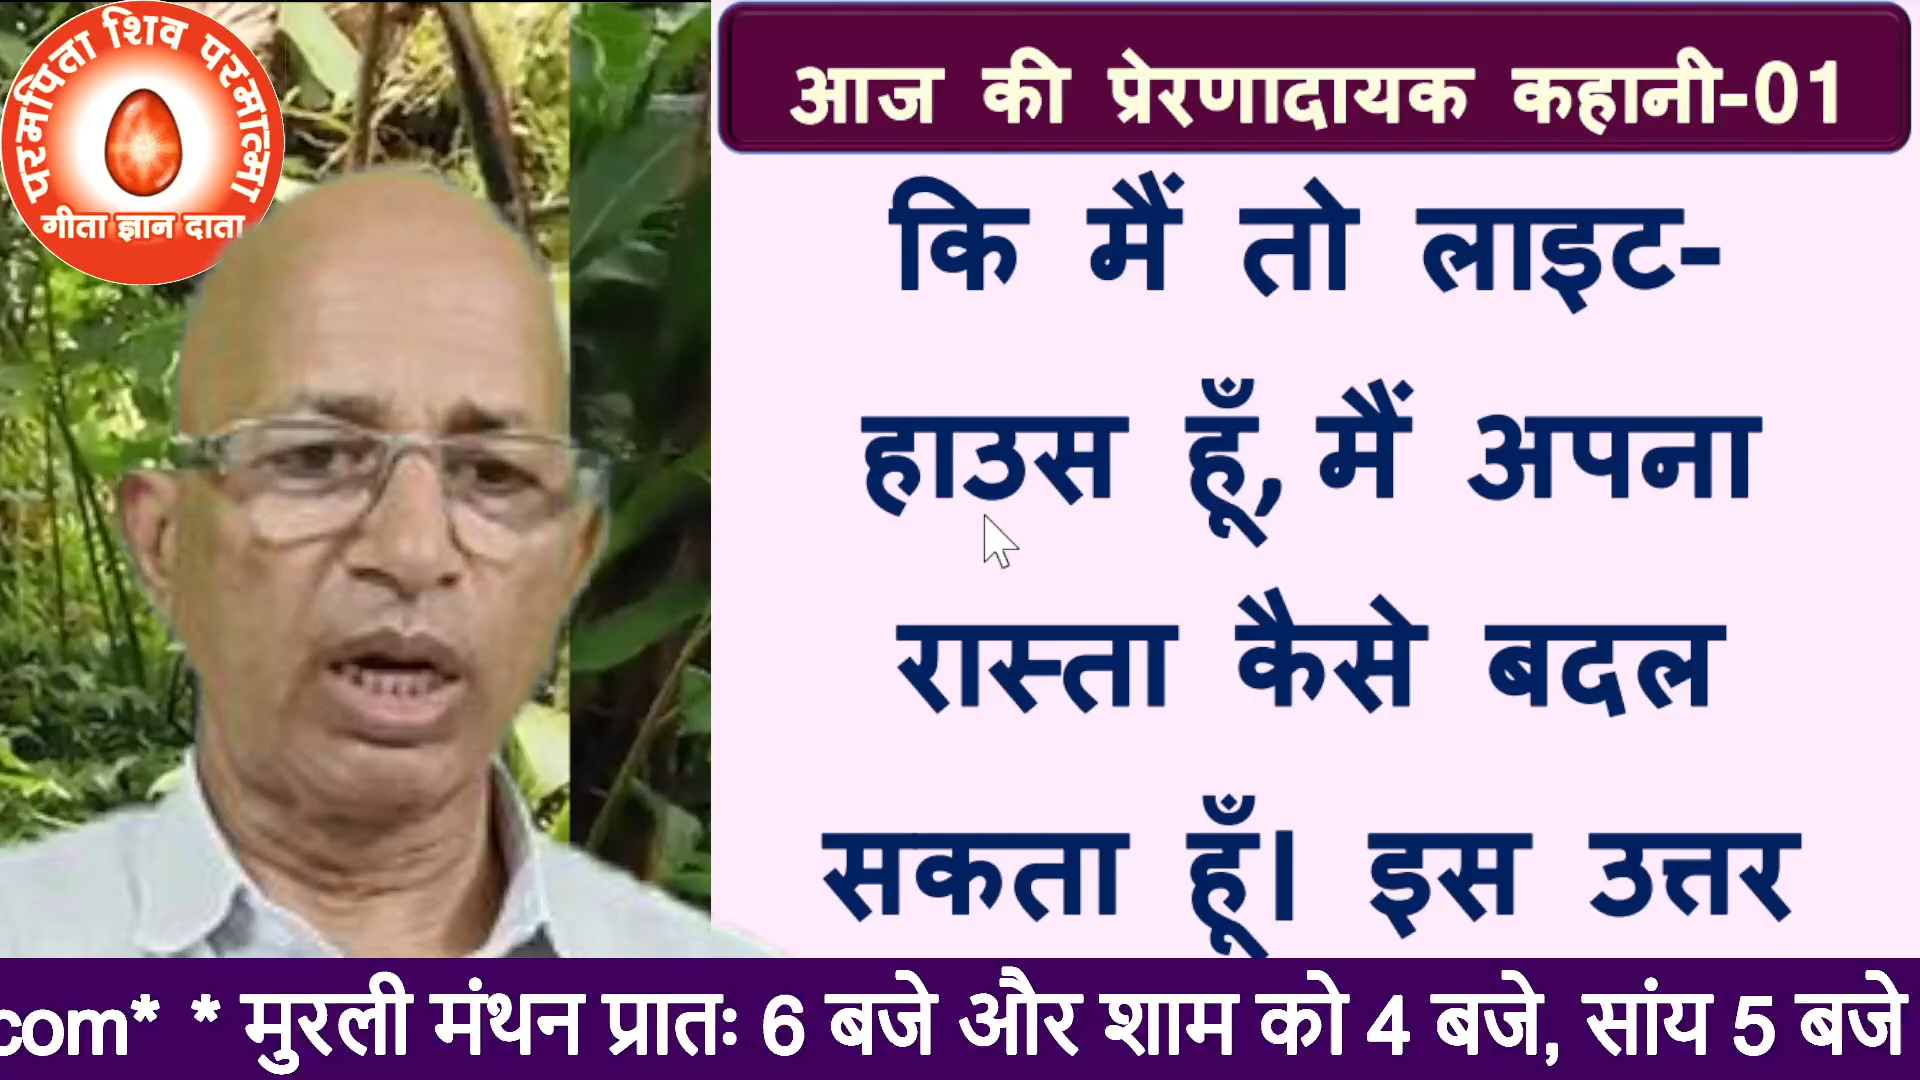 परमपिता शिव परमात्मा
गीता ज्ञान दाता
आज की प्रेरणादायक कहानी-01
कि मैं तो लाइट-
हाउस हूँ, मैं अपना
रास्ता कैसे बदल
सकता हूँ। इस उत्तर
com* * मुरली मंथन प्रातः 6 बजे और शाम को 4 बजे, सांय 5 बजे